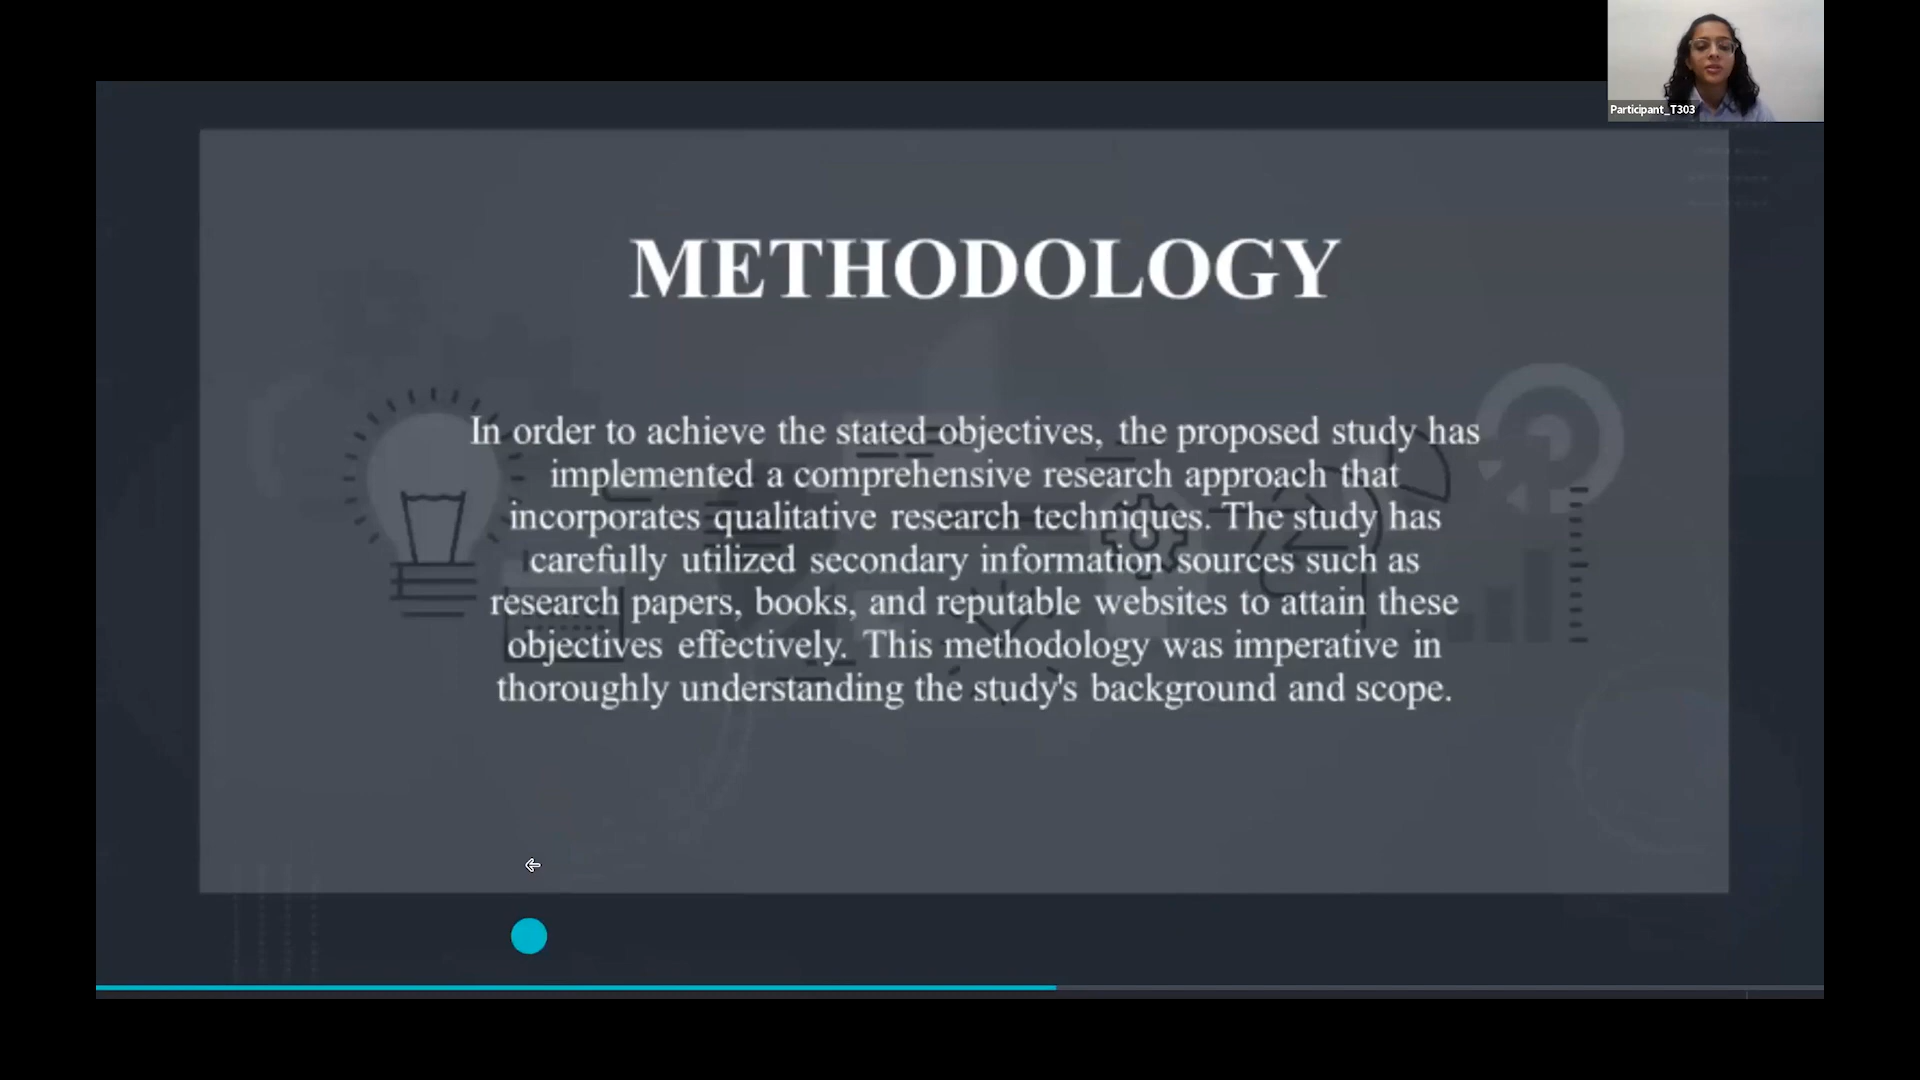 Participant_T303
METHODOLOGY
In order to achieve the stated objectives, the proposed study has
implemented a comprehensive research approach that
incorporates qualitative research techniques. The study has
carefully utilized secondary information sources such as
research papers, books, and reputable websites to attain these
objectives effectively. This methodology was imperative in
thoroughly understanding the study's background and scope.